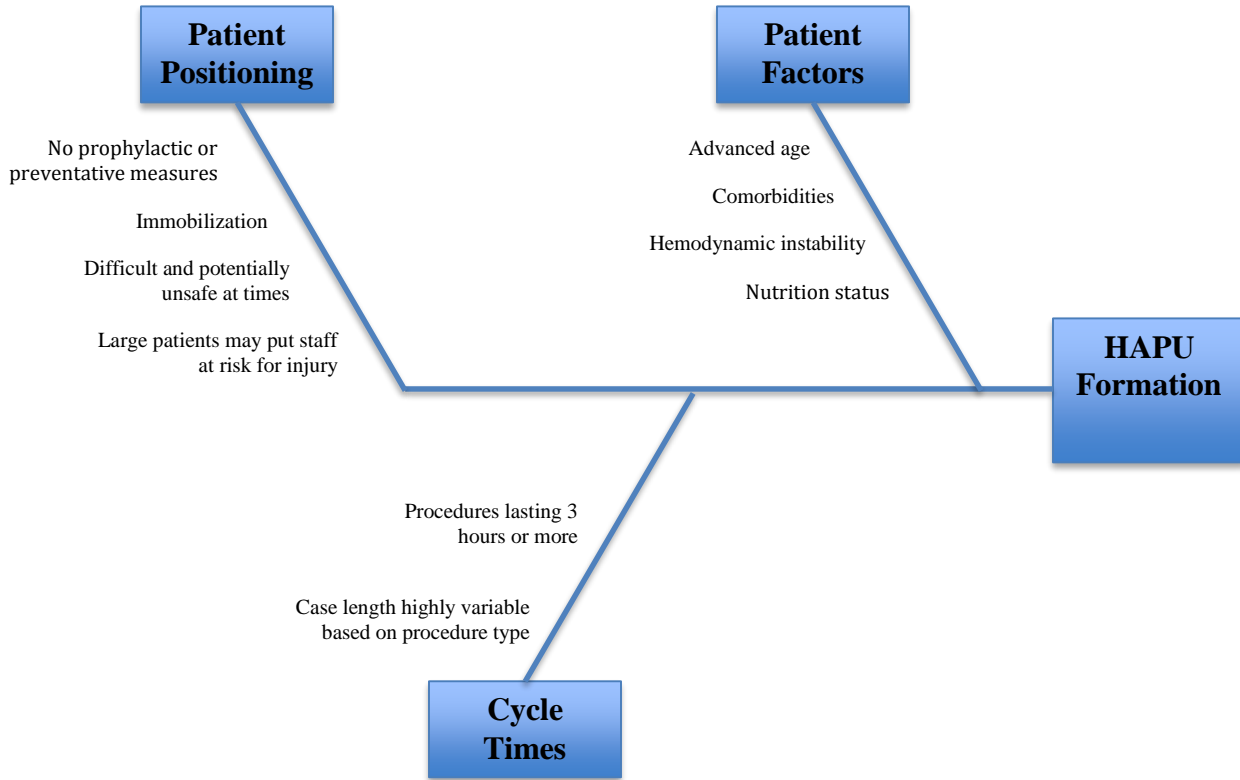 Patient
Positioning
Patient
Factors
No prophylactic or
preventative measures
Immobilization
Difficult and potentially
unsafe at times
Large patients may put staff
at risk for injury
Advanced age
Comorbidities
Hemodynamic instability
Nutrition status
HAPU
Formation
Procedures lasting 3
hours or more
Case length highly variable
based on procedure type
Cycle
Times